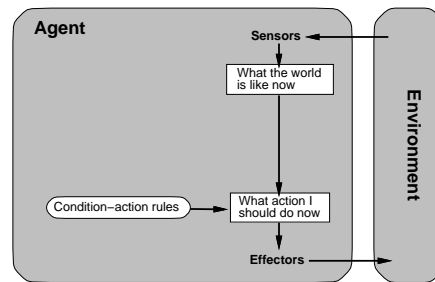 Agent
Sensors
What the world
is like now
Environment
Condition−action rules
What action I
should do now
Effectors